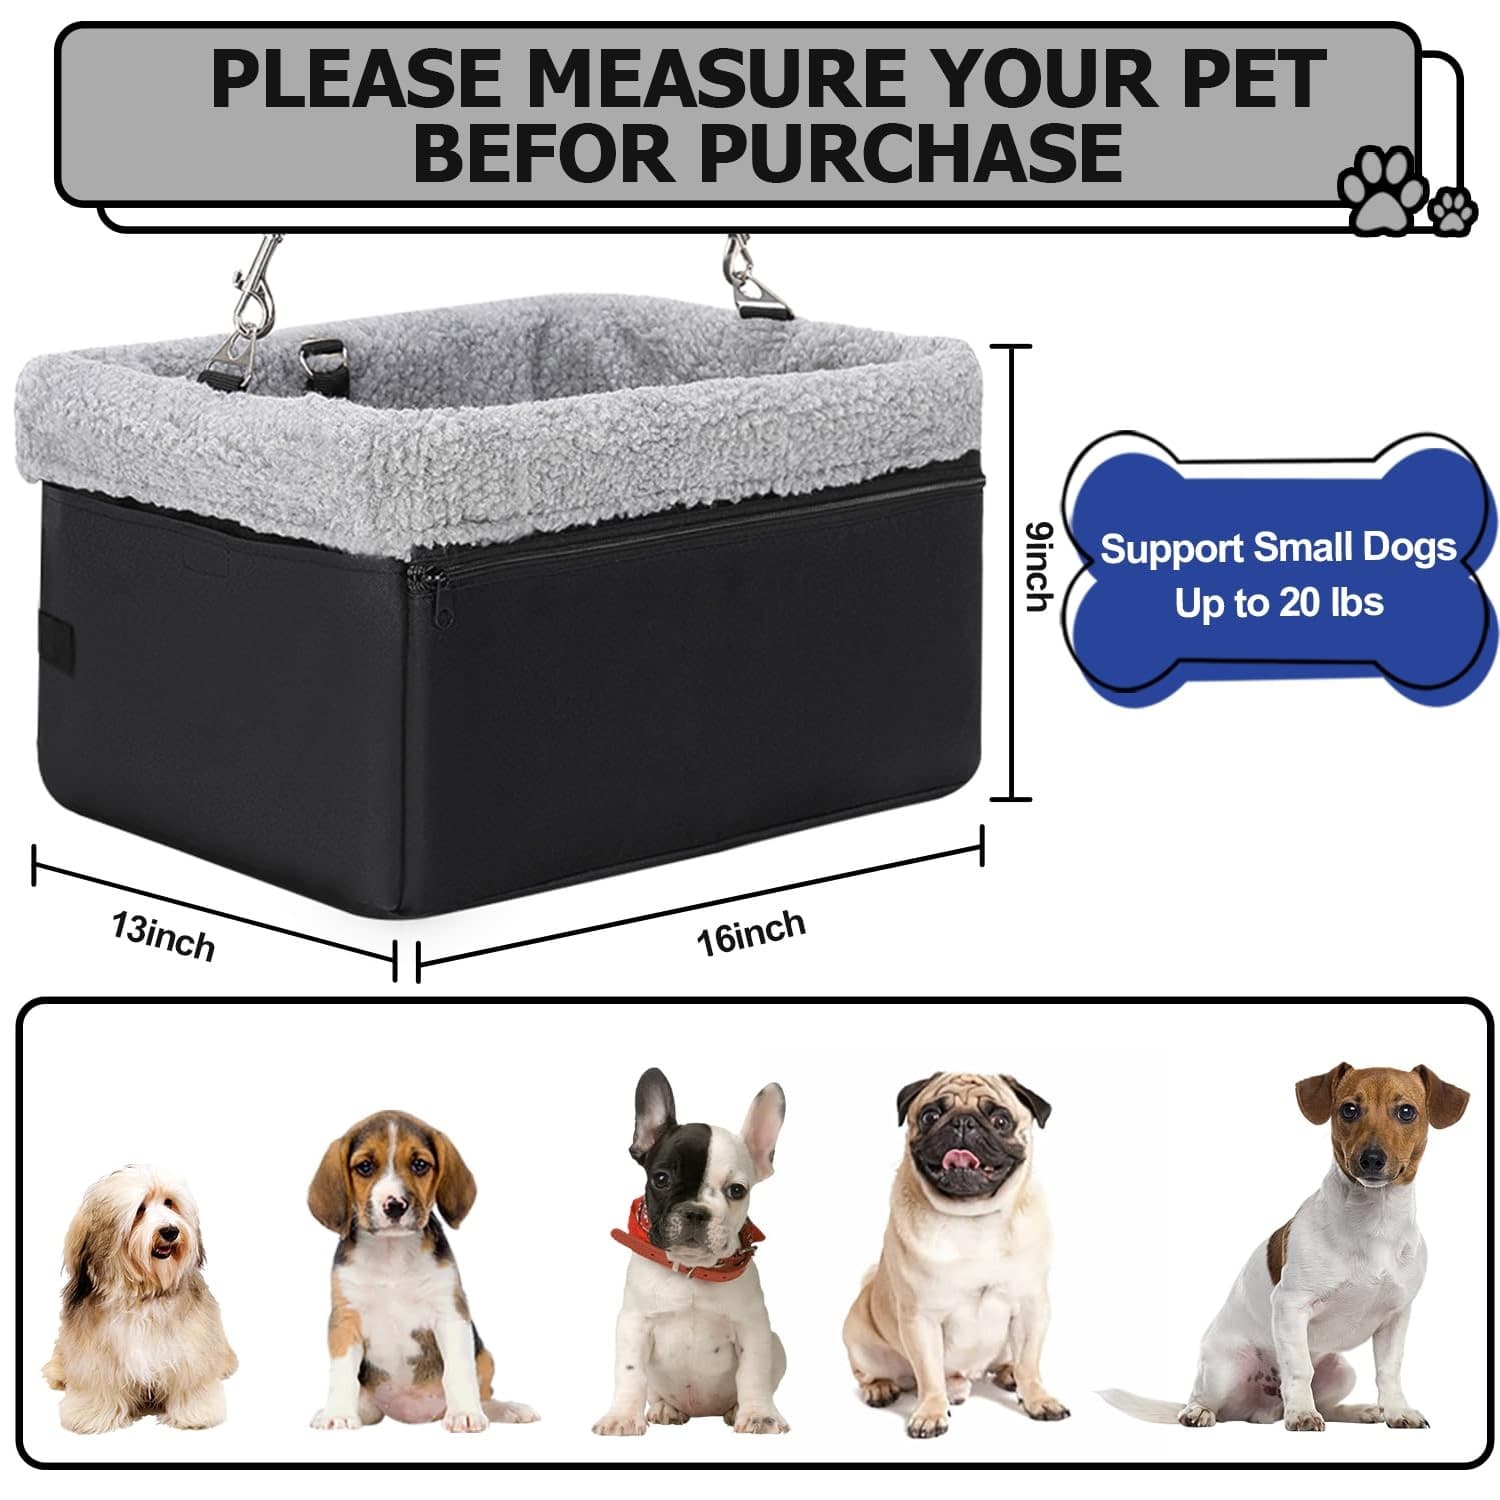 PLEASE MEASURE YOUR PET
BEFOR PURCHASE
9inch
Support Small Dogs
Up to 20 lbs
13inch
16inch